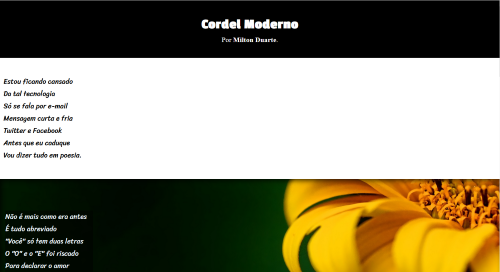 Cordel Moderno
Por Milton Duarte.
Estou ficando cansado
Da tal tecnologia
Só se fala por e-mail
Mensagem curta e fria
Twitter e Facebook
Antes que eu caduque
Vou dizer tudo em poesia.
Não é mais como era antes
É tudo abreviado
"Você" só tem duas letras
O "O" e o "E" foi riscado
Para declarar o amor